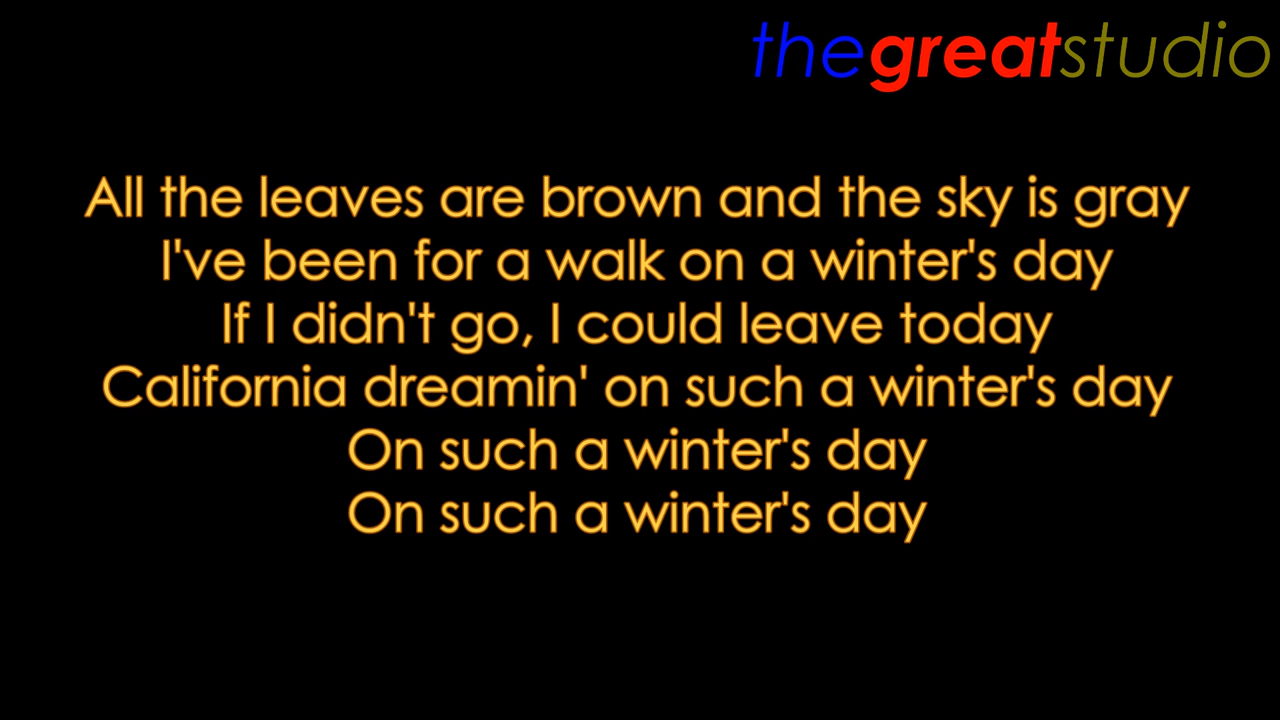 thegreatstudio
All the leaves are brown and the sky is gray
I've been for a walk on a winter's day
If I didn't go, I could leave today
California dreamin' on such a winter's day
On such a winter's day
On such a winter's day